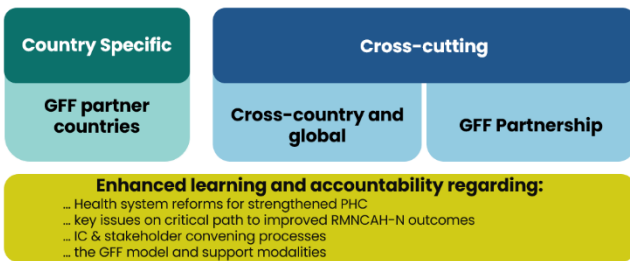 Country Specific
Cross-cutting
GFF partner
countries
Cross-country and
global
GFF Partnership
Enhanced learning and accountability regarding:
... Health system reforms for strengthened PHC
... key issues on critical path to improved RMNCAH-N outcomes
... IC & stakeholder convening processes
... the GFF model and support modalities